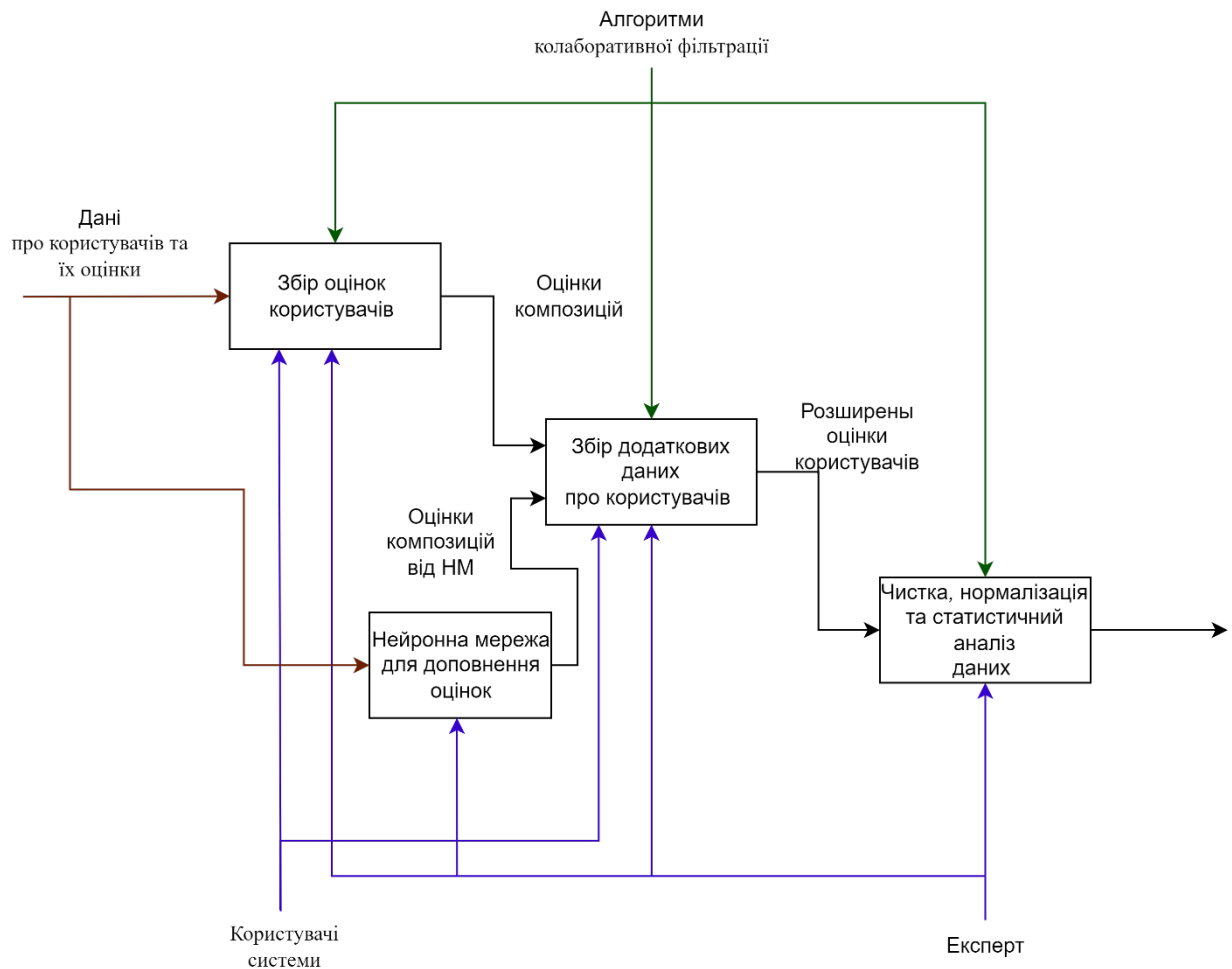 Алгоритми
колаборативної фільтрації
Дані
про користувачів та
їх оцінки
Збір оцінок
користувачів
Оцінки
композицій
Розширены
оцінки
користувачів
Збір додаткових
даних
про користувачів
Оцінки
композицій
від НМ
Чистка, нормалізація
та статистичний
аналіз
даних
Нейронна мережа
для доповнення
оцінок
Користувачі
системи
Експерт